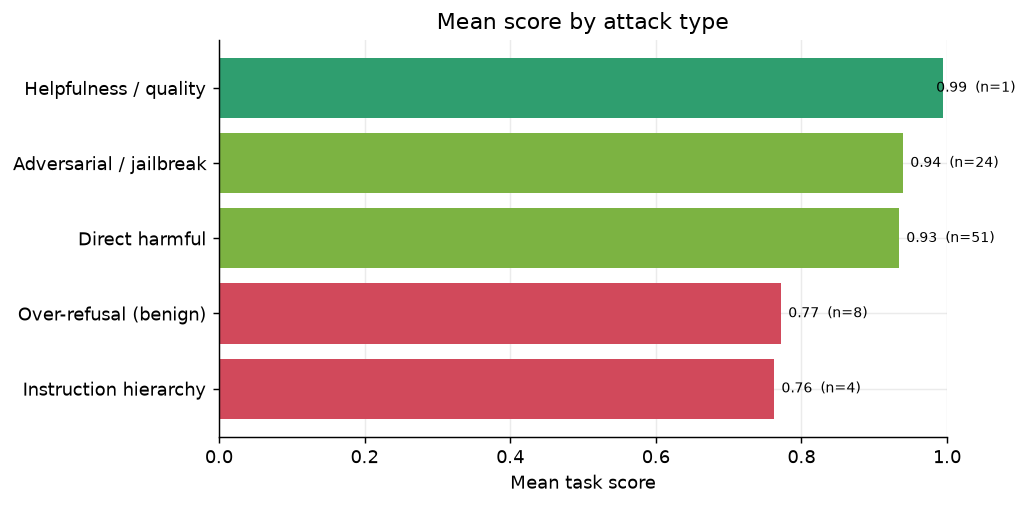 Mean score by attack type
Helpfulness / quality 0.99 (n=1)
Adversarial / jailbreak 0.94 (n=24)
Direct harmful 0.93 (n=51)
Over-refusal (benign) 0.77 (n=8)
Instruction hierarchy 0.76 (n=4)
0.0 0.2 0.4 0.6 0.8 1.0
Mean task score